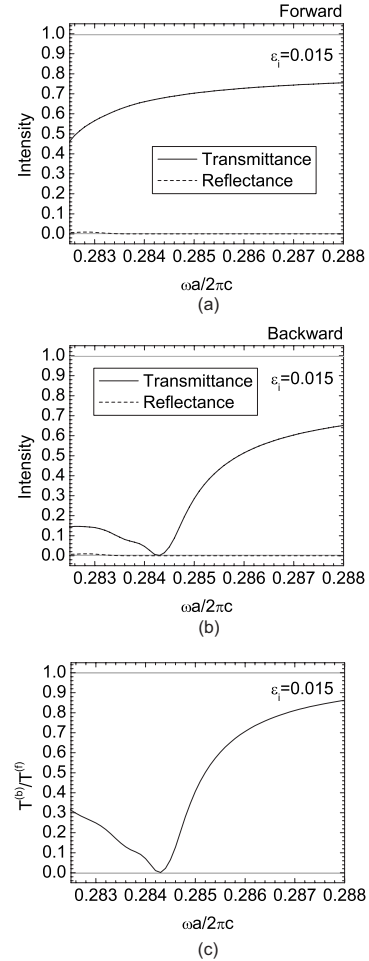 Forward
1.0
0.9
0.8
0.7
0.6
0.5
0.4
0.3
0.2
0.1
0.0
Intensity
εi=0.015
Transmittance
Reflectance
0.283 0.284 0.285 0.286 0.287 0.288
ωa/2πc
(a)
Backward
1.0
0.9
0.8
0.7
0.6
0.5
0.4
0.3
0.2
0.1
0.0
Intensity
Transmittance
Reflectance
εi=0.015
0.283 0.284 0.285 0.286 0.287 0.288
ωa/2πc
(b)
1.0
0.9
0.8
0.7
0.6
0.5
0.4
0.3
0.2
0.1
0.0
T(b)/T(f)
εi=0.015
0.283 0.284 0.285 0.286 0.287 0.288
ωa/2πc
(c)